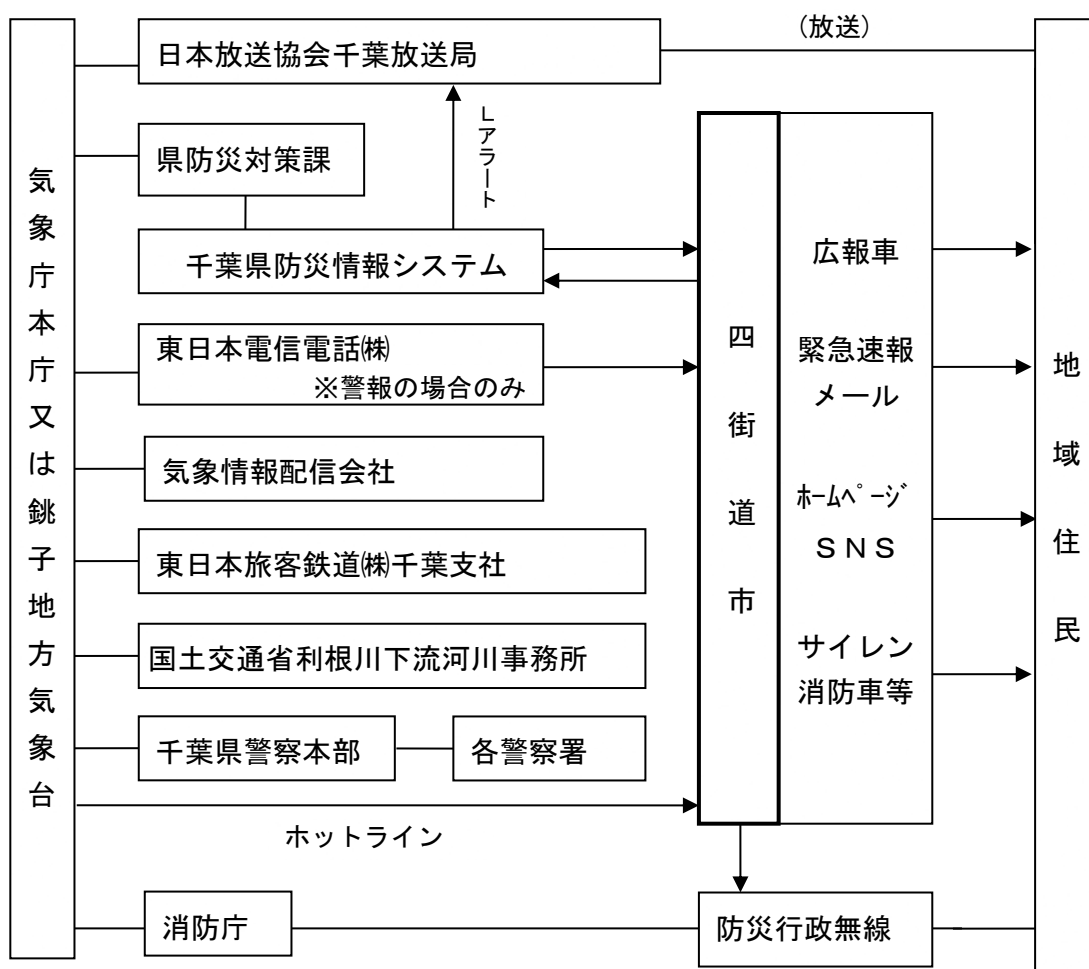 気象庁本庁又は銚子地方気象台
日本放送協会千葉放送局
(放送)
Lアラート
県防災対策課
千葉県防災情報システム
東日本電信電話㈱
※警報の場合のみ
気象情報配信会社
東日本旅客鉄道㈱千葉支社
国土交通省利根川下流河川事務所
千葉県警察本部
各警察署
ホットライン
消防庁
四街道市
広報車
緊急速報
メール
ﾎｰﾑﾍﾟｰｼﾞ
ＳＮＳ
サイレン
消防車等
防災行政無線
地域住民